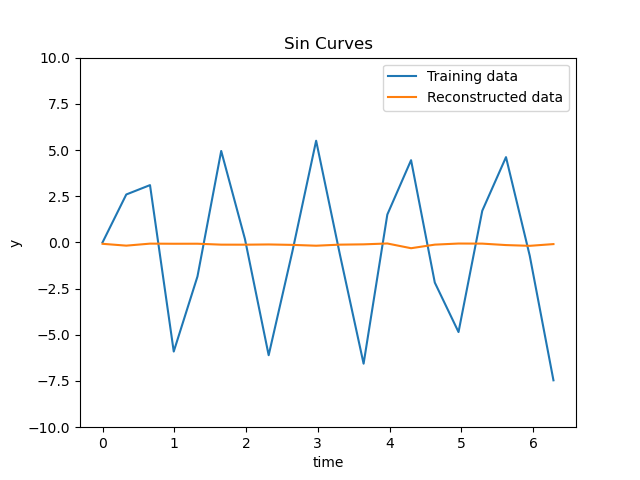 Sin Curves
10.0
7.5
5.0
2.5
0.0
−2.5
−5.0
−7.5
−10.0
y
Training data
Reconstructed data
0 1 2 3 4 5 6
time